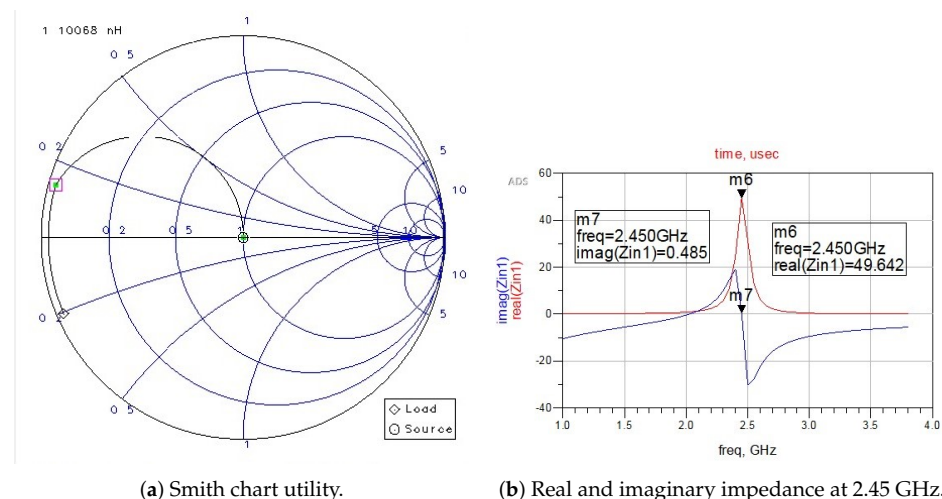 1 10068 nH
1
0 5
5
0 2
10
0 2
0 5
1
5
10
10
0 2
5
0 5
1
Load
Source
time, usec
ADS
m6
m7
freq=2.450GHz
imag(Zin1)=0.485
m6
freq=2.450GHz
real(Zin1)=49.642
m7
imag(Zin1)
real(Zin1)
60
40
20
0
-20
-40
1.0
1.5
2.0
2.5
3.0
3.5
4.0
freq, GHz
(a) Smith chart utility.
(b) Real and imaginary impedance at 2.45 GHz.